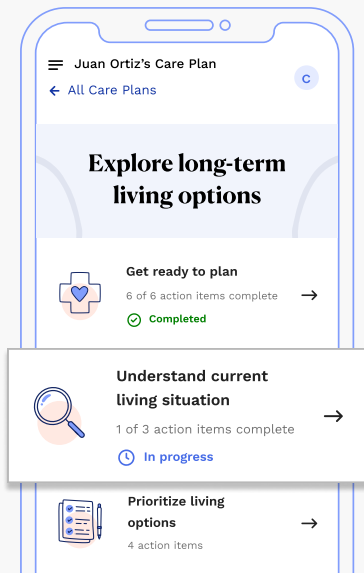 Juan Ortiz's Care Plan
C
← All Care Plans
Explore long-term
living options
Get ready to plan
6 of 6 action items complete
Completed
Understand current
living situation
1 of 3 action items complete
In progress
Prioritize living
options
4 action items